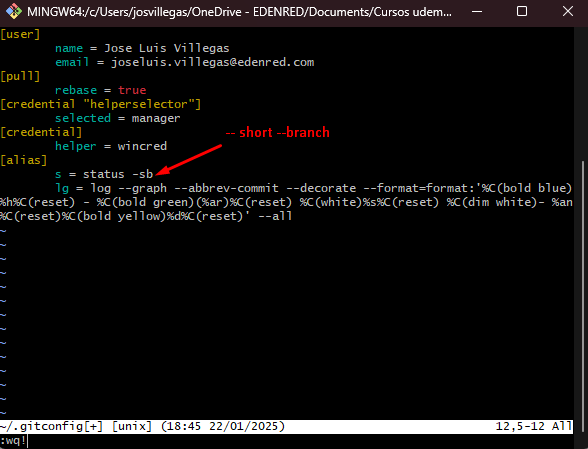 MINGW64:/c/Users/josvillegas/OneDrive - EDENRED/Documents/Cursos udem...
[user]
name = Jose Luis Villegas
email = joseluis.villegas@edenred.com
[pull]
rebase = true
[credential "helperselector"]
selected = manager
[credential]
-- short --branch
helper = wincred
[alias]
s = status -sb
lg = log --graph --abbrev-commit --decorate --format=format:'%C(bold blue)
%h%C(reset) - %C(bold green)(%ar)%C(reset) %C(white)%s%C(reset) %C(dim white)- %an
%C(reset)%C(bold yellow)%d%C(reset)' --all
~
~
~
~
~
~
~
~
~
~
~
~
~
~
~/.gitconfig[+] [unix] (18:45 22/01/2025) 12,5-12 All
:wq!